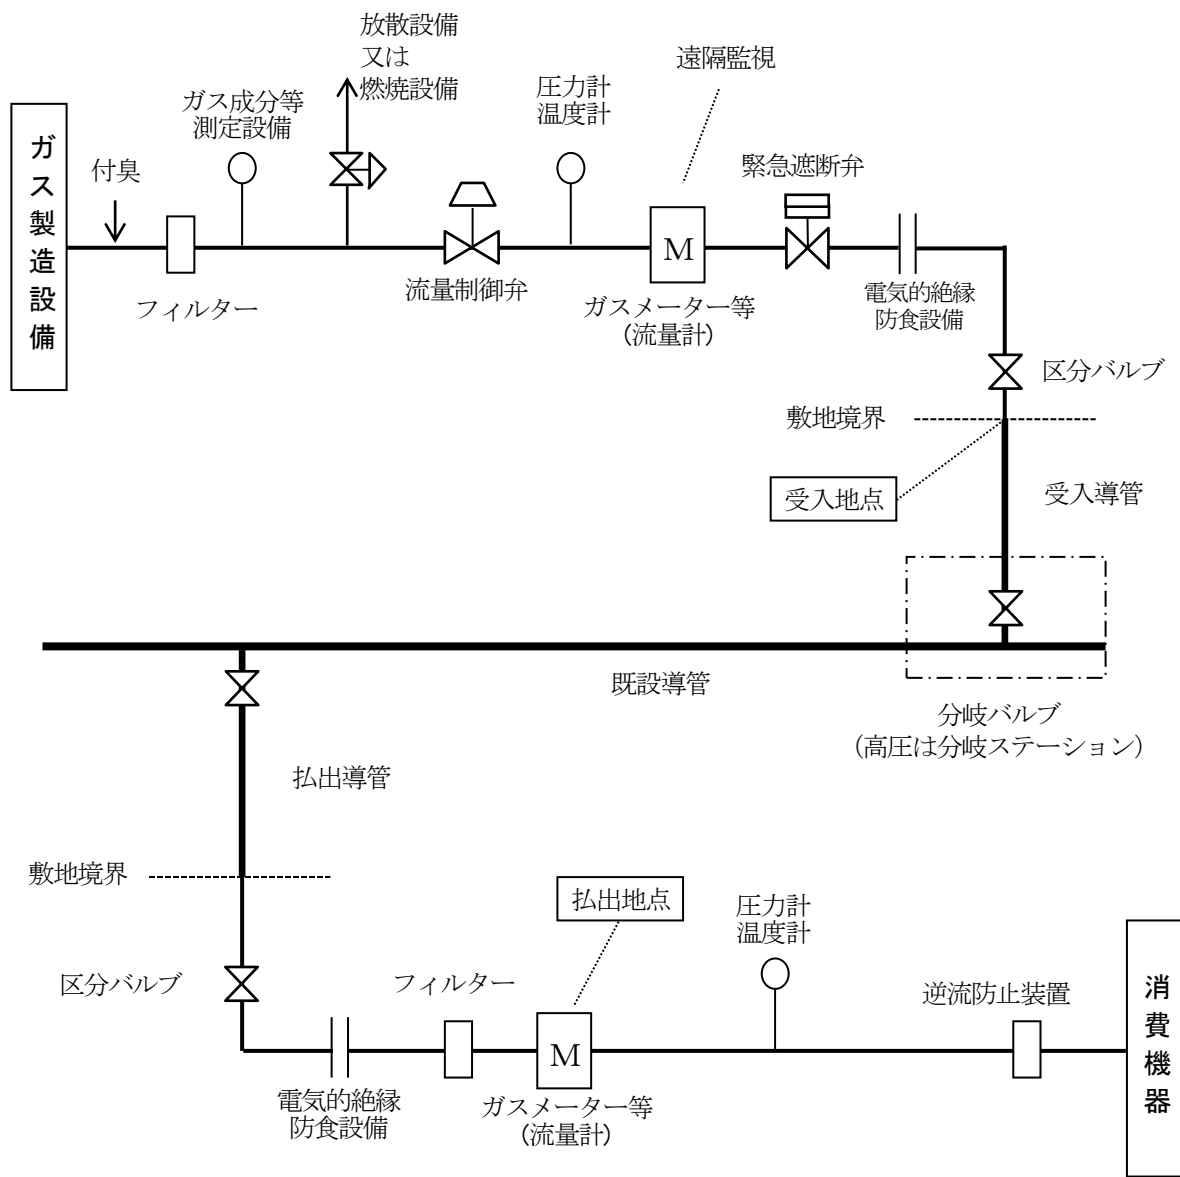 放散設備
又は
燃焼設備
遠隔監視
圧力計
温度計
ガス成分等
測定設備
ガス製造設備
付臭
緊急遮断弁
M
フィルター
流量制御弁
ガスメーター等
(流量計)
電気的絶縁
防食設備
区分バルブ
敷地境界
受入地点
受入導管
既設導管
分岐バルブ
(高圧は分岐ステーション)
払出導管
敷地境界
払出地点
圧力計
温度計
区分バルブ
フィルター
逆流防止装置
消費機器
M
電気的絶縁
防食設備
ガスメーター等
(流量計)